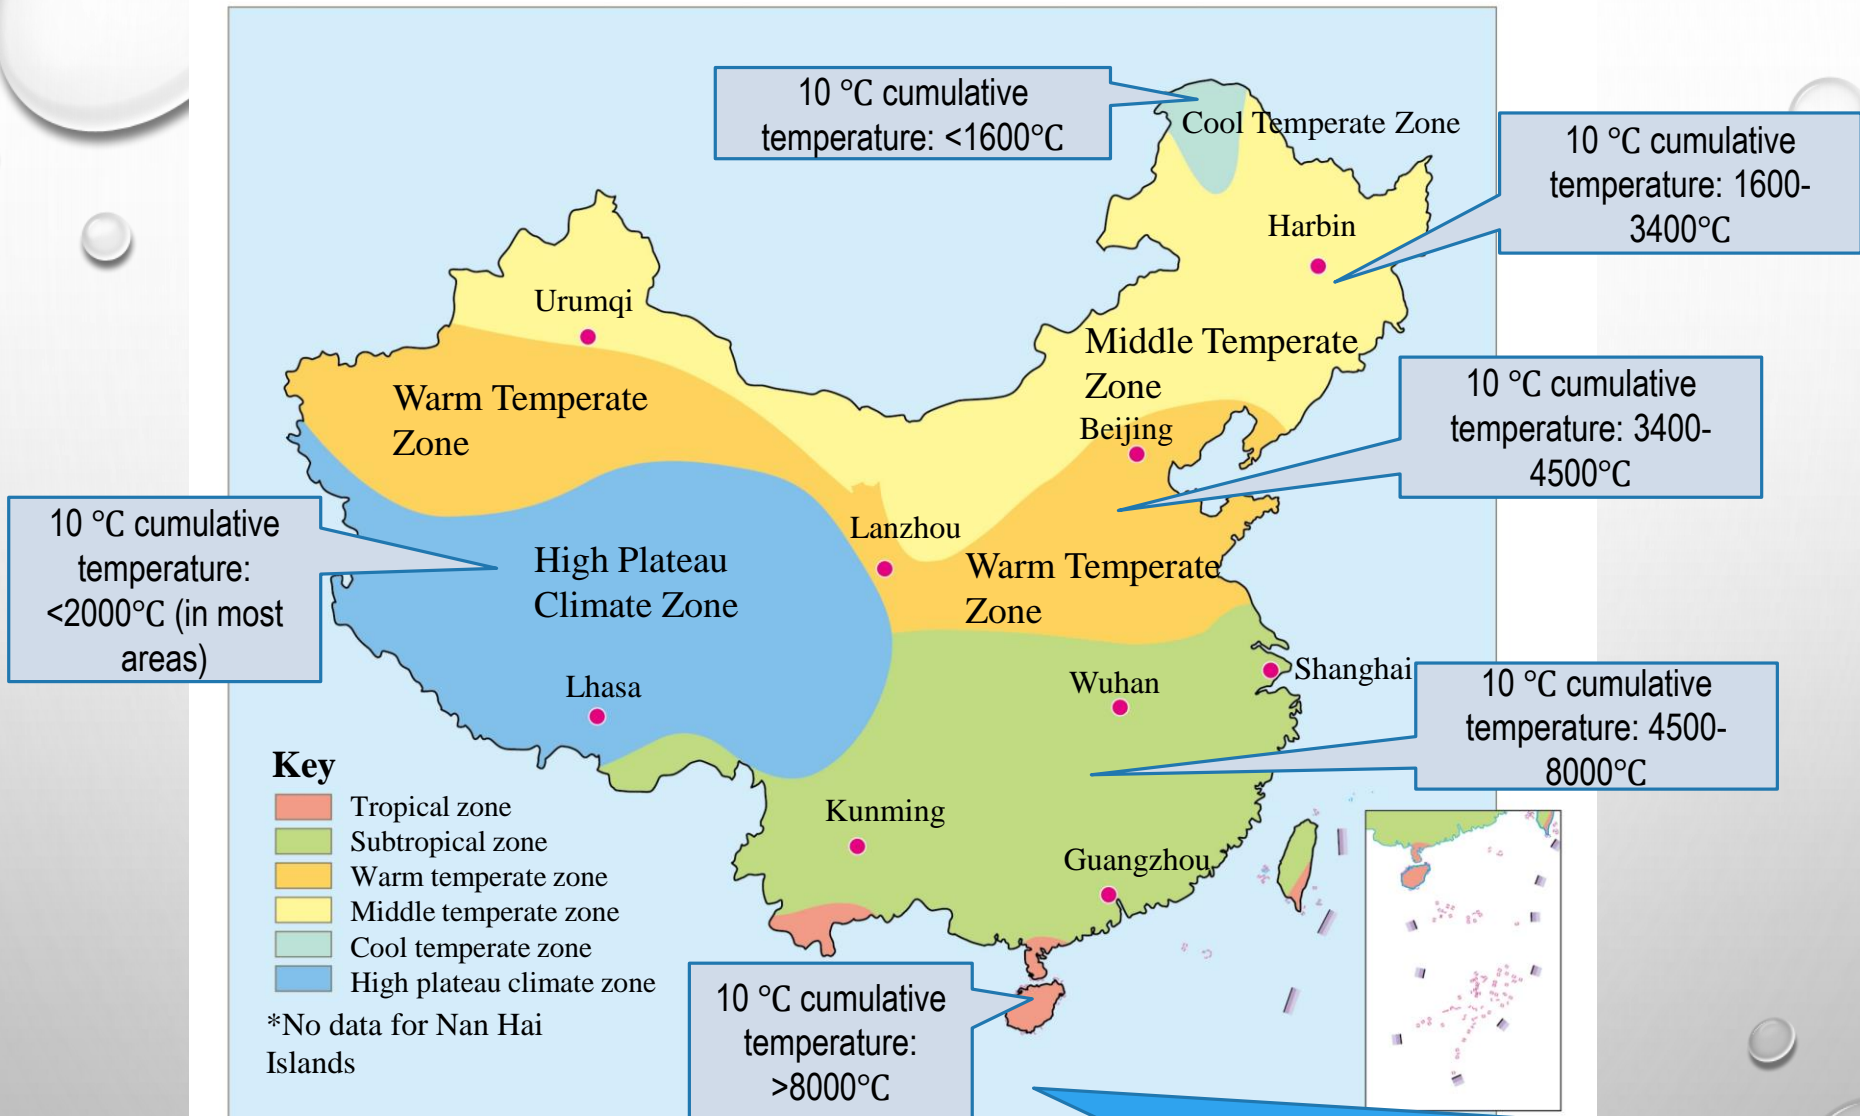 10 °C cumulative
temperature: <1600°C
Cool Temperate Zone
10 °C cumulative
temperature: 1600-
3400°C
Harbin
Urumqi
Middle Temperate
Zone
Warm Temperate
Zone
10 °C cumulative
temperature: 3400-
4500°C
Beijing
10 °C cumulative
temperature:
<2000°C (in most
areas)
Lanzhou
High Plateau
Climate Zone
Warm Temperate
Zone
Lhasa
Wuhan
Shanghai
10 °C cumulative
temperature: 4500-
8000°C
Kunming
Guangzhou
Key
Tropical zone
Subtropical zone
Warm temperate zone
Middle temperate zone
Cool temperate zone
High plateau climate zone
*No data for Nan Hai
Islands
10 °C cumulative
temperature:
>8000°C